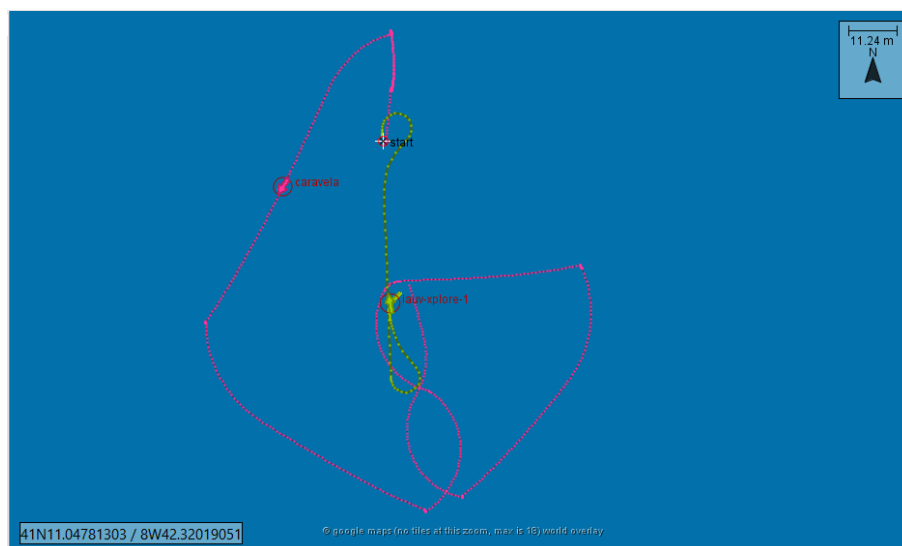 11.24 m
N
start
caravela
lauv-xplore-1
© google maps (no tiles at this zoom, max is 18) world overlay
41N11.04781303 / 8W42.32019051